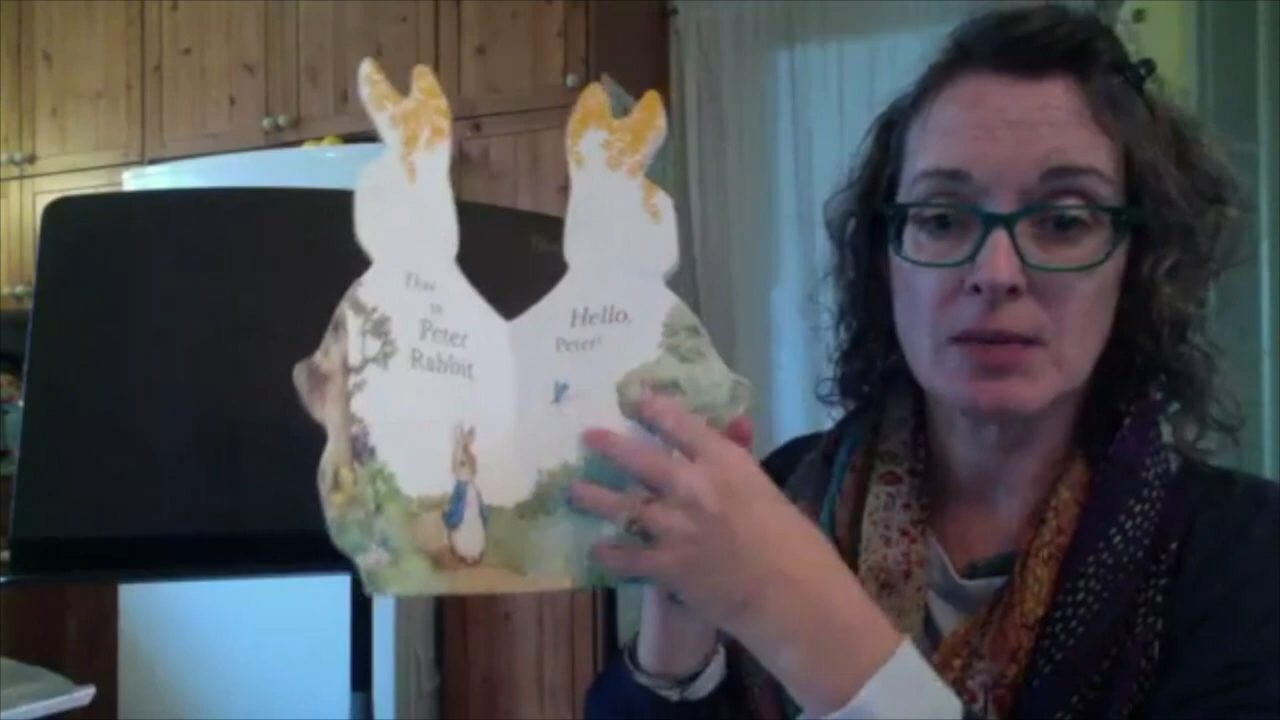 This
is
Peter
Rabbit
Hello,
Peter!